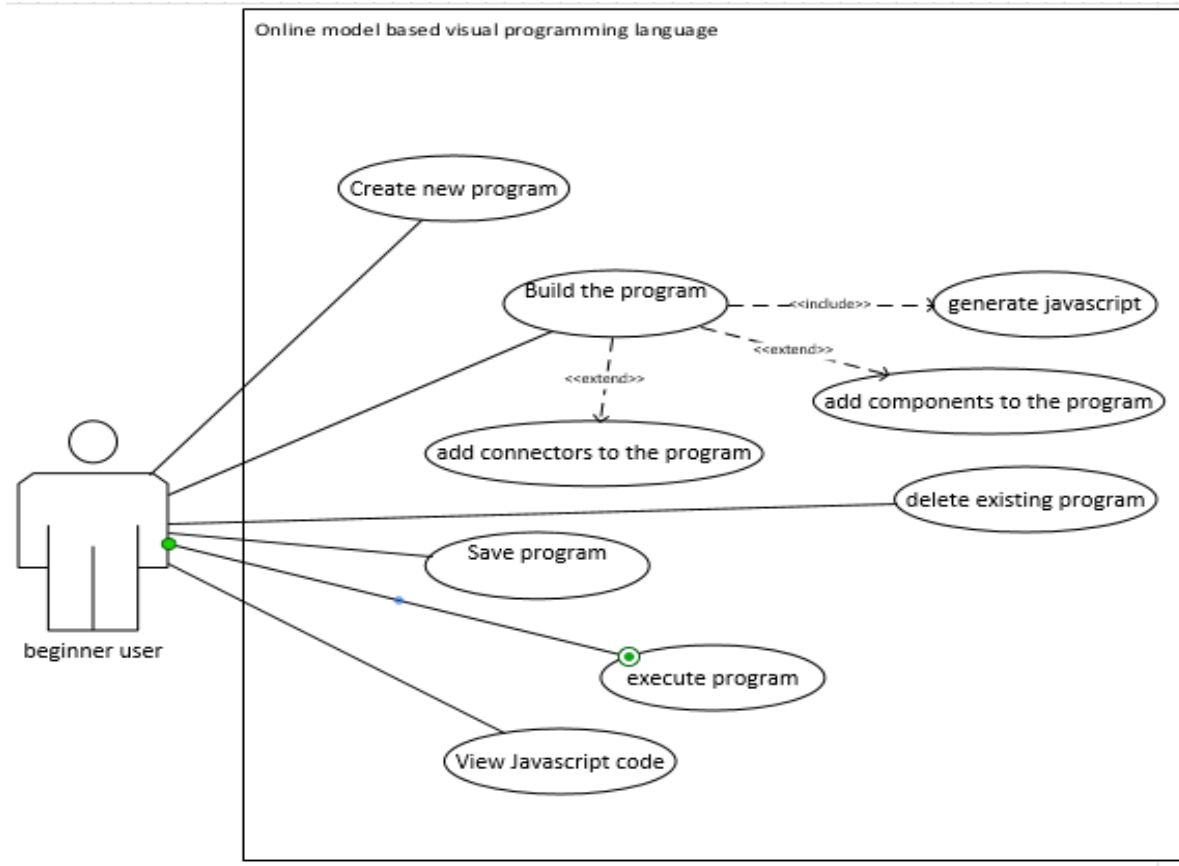 Online model based visual programming language
Create new program
Build the program
<<include>>
generate javascript
<<extend>>
<<extend>>
add components to the program
add connectors to the program
delete existing program
Save program
beginner user
execute program
View Javascript code